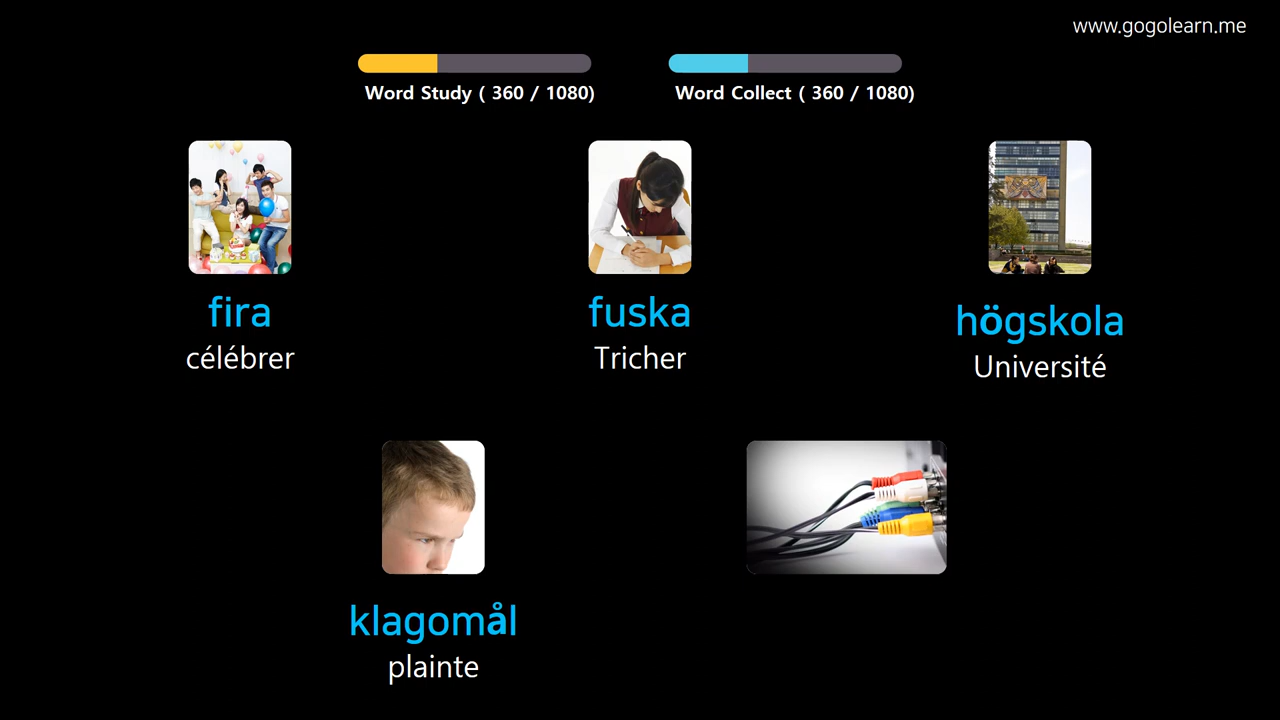 www.gogolearn.me
Word Study ( 360 / 1080)
Word Collect ( 360 / 1080)
fira
célébrer
fuska
Tricher
högskola
Université
klagomål
plainte